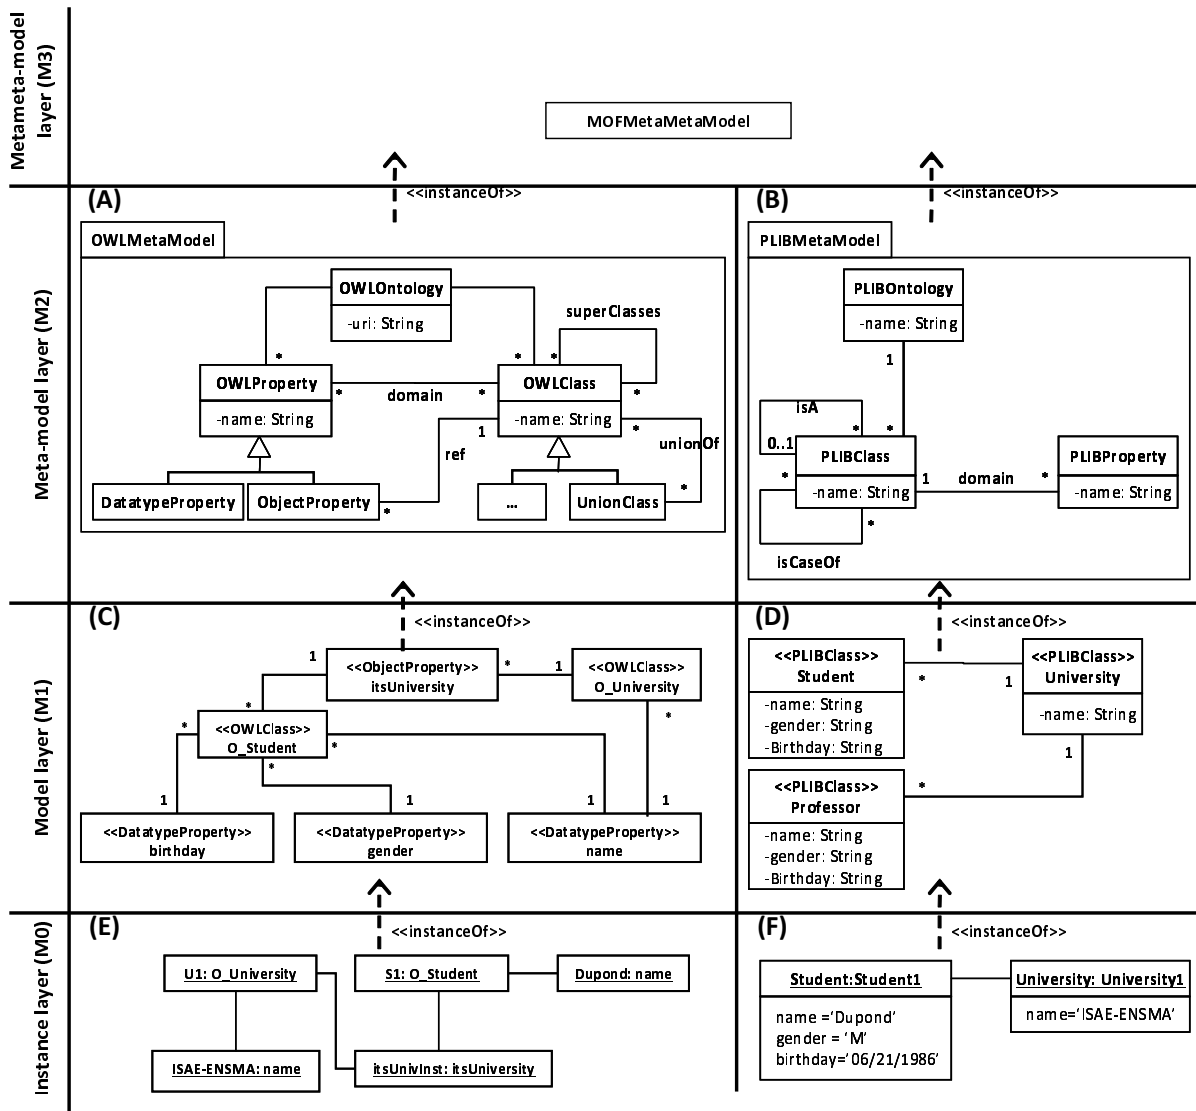 Metameta-model
layer (M3)
MOFMetaMetaModel
<<instanceOf>>
<<instanceOf>>
Meta-model layer (M2)
(A)
OWLMetaModel
OWLOntology
-uri: String
superClasses
*
*
*
OWLProperty
-name: String
*
domain
*
OWLClass
-name: String
*
1
ref
*
unionOf
DatatypeProperty
ObjectProperty
*
...
UnionClass
*
(B)
PLIBMetaModel
PLIBOntology
-name: String
1
isA
*
*
0..1
PLIBClass
-name: String
*
1
domain
*
PLIBProperty
-name: String
*
isCaseOf
<<instanceOf>>
<<instanceOf>>
Model layer (M1)
(C)
1
<<ObjectProperty>>
itsUniversity
*
1
<<OWLClass>>
O_University
*
*
*
<<OWLClass>>
O_Student
*
*
1
1
1
1
<<DatatypeProperty>>
birthday
<<DatatypeProperty>>
gender
<<DatatypeProperty>>
name
(D)
<<PLIBClass>>
Student
-name: String
-gender: String
-Birthday: String
*
1
<<PLIBClass>>
University
-name: String
1
<<PLIBClass>>
Professor
-name: String
-gender: String
-Birthday: String
*
<<instanceOf>>
<<instanceOf>>
Instance layer (M0)
(E)
U1: O_University
S1: O_Student
Dupond: name
ISAE-ENSMA: name
itsUnivInst: itsUniversity
(F)
Student:Student1
name ='Dupond'
gender = 'M'
birthday='06/21/1986'
University: University1
name='ISAE-ENSMA'